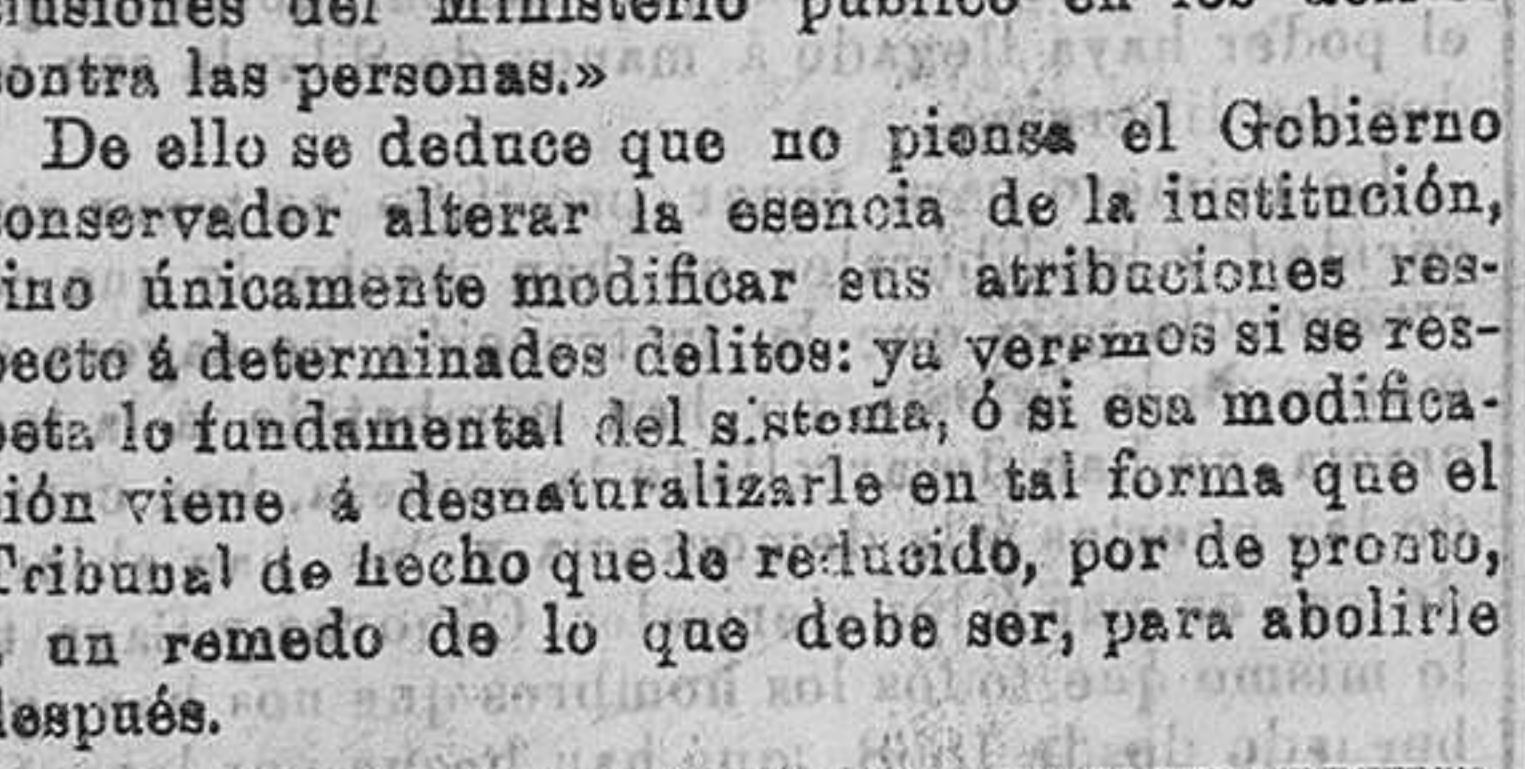 clusiones del Ministerio público en los delitos
contra las personas.»
De ello se deduce que no piensa el Gobierno
conservador alterar la esencia de la institución,
sino únicamente modificar sus atribuciones res-
pecto á determinados delitos: ya veremos si se res-
peta lo fundamental del sistema, ó si esa modifica-
ción viene á desnaturalizarle en tal forma que el
Tribunal de hecho quede reducido, por de pronto,
á un remedo de lo que debe ser, para abolirle
después.